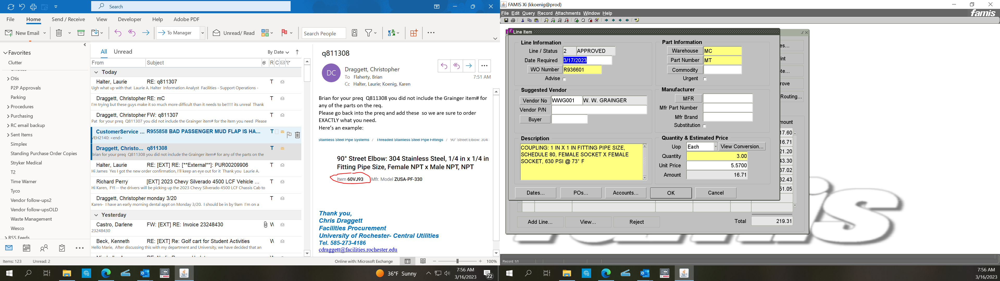 Search
File Home Send / Receive View Developer Help Adobe PDF
New Email To Manager Unread/ Read Search People
Favorites
Clutter
Otis
P2P Approvals
Parking
Procedures
Purchasing
RC email backup
Sent Items
Simplex
Standing Purchase Order Copies
Stryker Medical
T2
Time Warner
Tyco
Vendor follow-ups2
Vendor follow-upsOLD
Waste Management
Wesco
RSS Feeds
All Unread By Date
From Subject R C
Today
Halter, Laurie RE: q811307 T
Ugh what up with that Laurie A. Halter Information Analyst Facilities - Support Operations -
Draggett, Christopher RE: mC T
I'm trying but these guys make it so much more difficult than it needs to be!!!!! its unreal Thank
Draggett, Christopher FW: q811307 T
Pat for your preq Q811307 you did not include the Grainger item# for the item you need Please
CustomerService ... R955858 BAD PASSENGER MUD FLAP IS HA... T
VEH2140: <end>
Draggett, Christo... q811308 T
Brian for your preq Q811308 you did not include the Grainger item# for any of the parts on the
Halter, Laurie RE: [EXT] RE: [**External**]: PUR00209906 T
Hi James Yes I got the new order confirmation, I'll keep an eye out for it Thank you Laurie A.
Richard Perry [EXT] 2023 Chevy Silverado 4500 LCF Vehicle ... T
Hi Karen, FYI -- the drivers will be picking up the 2023 Chevy Silverado 4500 LCF Chassis Cab to
Draggett, Christopher monday 3/20 T
Karen- I have an early morning dental appt on Monday 3/20. I should be in by 9am I'm on a
Yesterday
Castro, Darlene FW: [EXT] RE: Invoice 23248430
23248430
Beck, Kenneth RE: [EXT] Re: Golf cart for Student Activities
Hello Marie, After discussing this with my department and University, we have decided that an
Items: 123 Unread: 2
q811308
DC
Draggett, Christopher
To Flaherty, Brian 7:51 AM
Cc Halter, Laurie; Koenig, Karen
Brian for your preq Q811308 you did not include the Grainger item# for
any of the parts on the req.
Please go back into the preq and add these so we are sure to order
EXACTLY what you need.
Here's an example:
Stainless Steel Pipe Systems / Threaded Stainless Steel Pipe Fittings / 90° Street Elbow: 304
90° Street Elbow: 304 Stainless Steel, 1/4 in x 1/4 in
Fitting Pipe Size, Female NPT x Male NPT, NPT
Item 60VJ93 Mfr. Model ZUSA-PF-330
Thank you,
Chris Draggett
Facilities Procurement
University of Rochester- Central Utilities
Tel. 585-273-4186
cdraggett@facilities.rochester.edu
Online with: Microsoft Exchange 100%
36°F Sunny
7:56 AM
3/16/2023
22
FAMIS Xi (kkoenig@prod)
File Edit Query Record Attachments Window Help
famis
Line Item
Line Information
Line / Status 2 APPROVED
Date Required 3/17/2023
WO Number R936601
Advise
Part Information
Warehouse MC
Part Number MT
Commodity
Urgent
Suggested Vendor
Vendor No WWG001 W. W. GRAINGER
Vendor P/N
Buyer
Manufacturer
MFR
Mfr Part Number
Mfr Brand
Substitution
Description
COUPLING: 1 IN X 1 IN FITTING PIPE SIZE,
SCHEDULE 80, FEMALE SOCKET X FEMALE
SOCKET, 630 PSI @ 73° F
Quantity & Estimated Price
Uop Each View Conversion...
Quantity 3.00
Unit Price 5.5700
Amount 16.71
Dates... POs... Accounts... OK Cancel
es...
int
te...
rove
Routing...
mount
17.60
16.71
21.20
43.30
37.02
32.43
51.05
Add Line... View... Reject Total 219.31
Record: 1/1
7:56 AM
3/16/2023